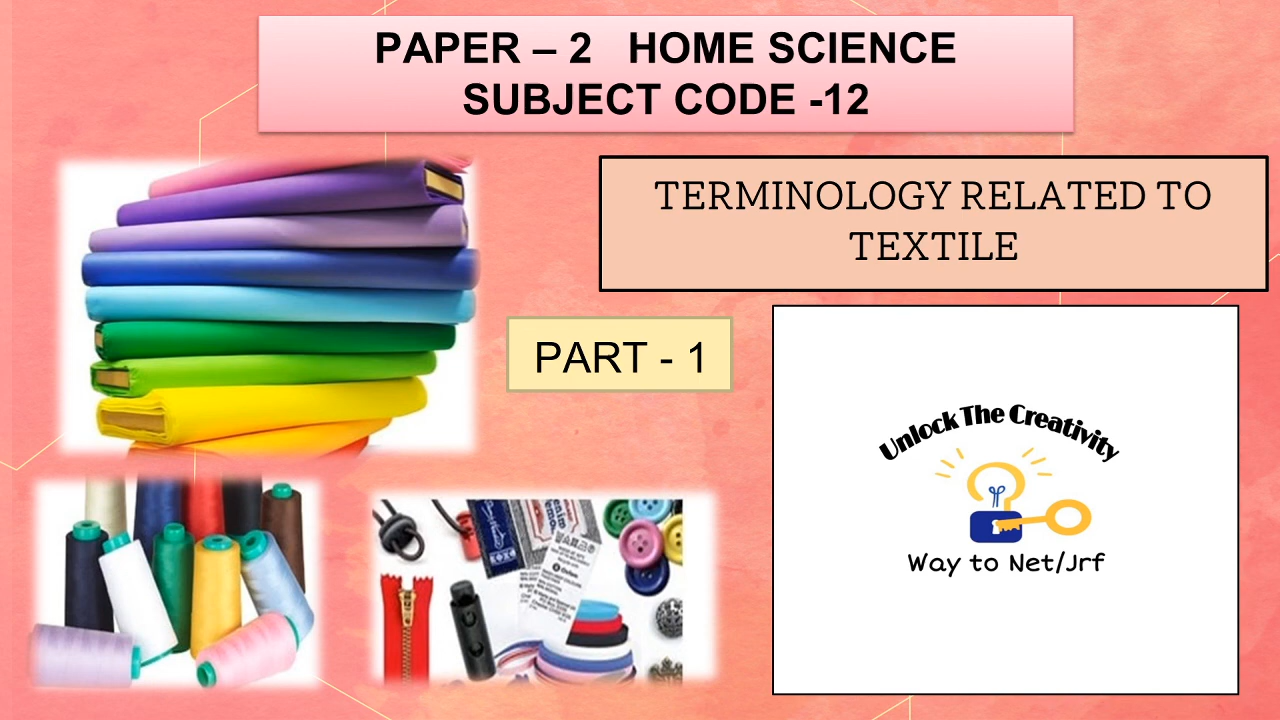 PAPER – 2 HOME SCIENCE
SUBJECT CODE -12
TERMINOLOGY RELATED TO
TEXTILE
PART - 1
Unlock The Creativity
Way to Net/Jrf